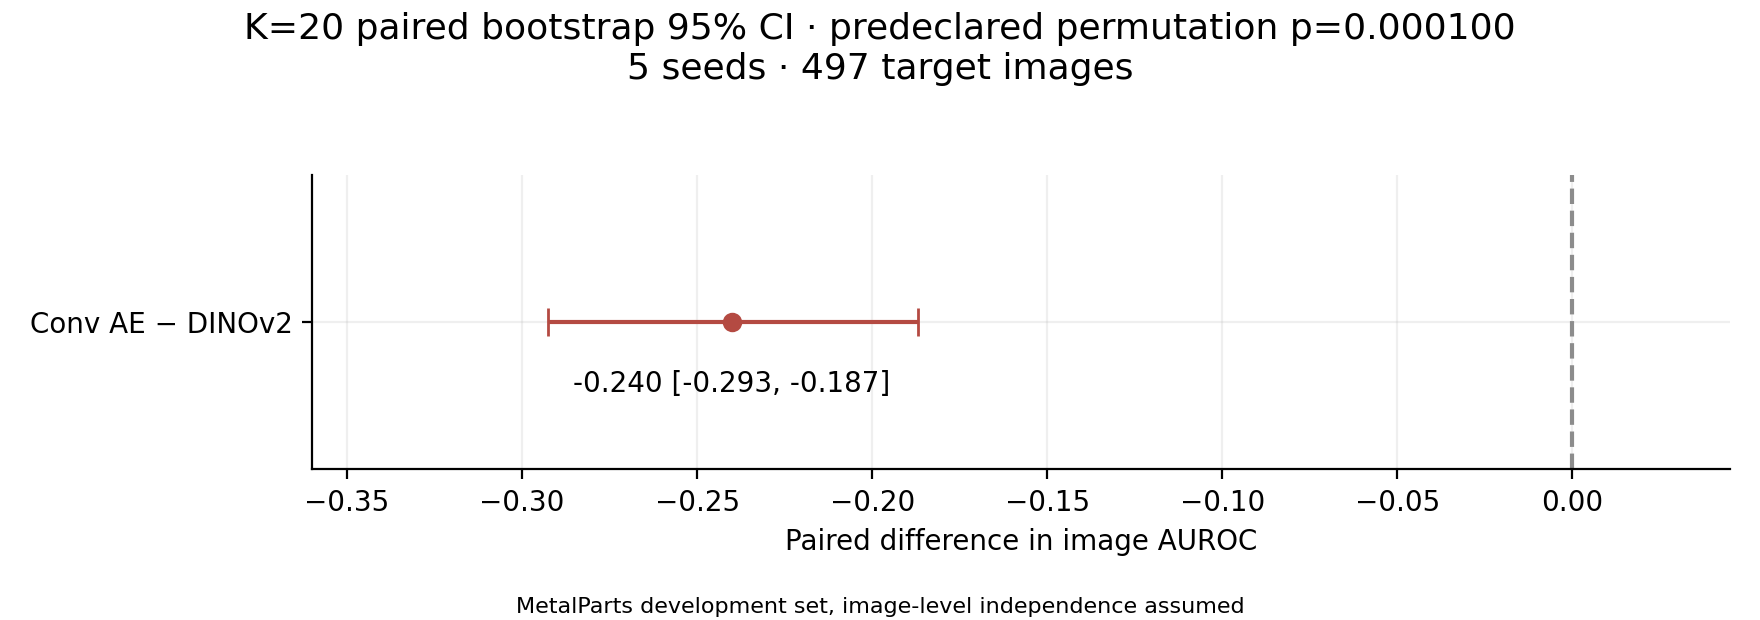 K=20 paired bootstrap 95% CI · predeclared permutation p=0.000100
5 seeds · 497 target images
Conv AE − DINOv2
-0.240 [-0.293, -0.187]
−0.35 −0.30 −0.25 −0.20 −0.15 −0.10 −0.05 0.00
Paired difference in image AUROC
MetalParts development set, image-level independence assumed